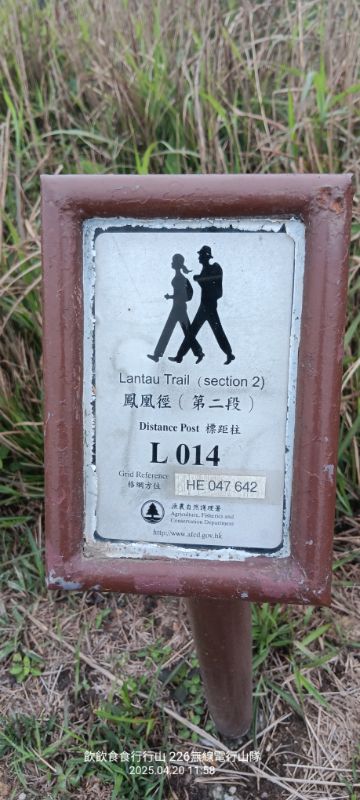 Lantau Trail (section 2)
鳳凰徑（第二段）
Distance Post 標距柱
L 014
Grid Reference
格網方位
HE 047 642
漁農自然護理署
Agriculture, Fisheries and
Conservation Department
http://www.afcd.gov.hk
飲飲食食行行山 226無線電行山隊
2025.04.20 11:58